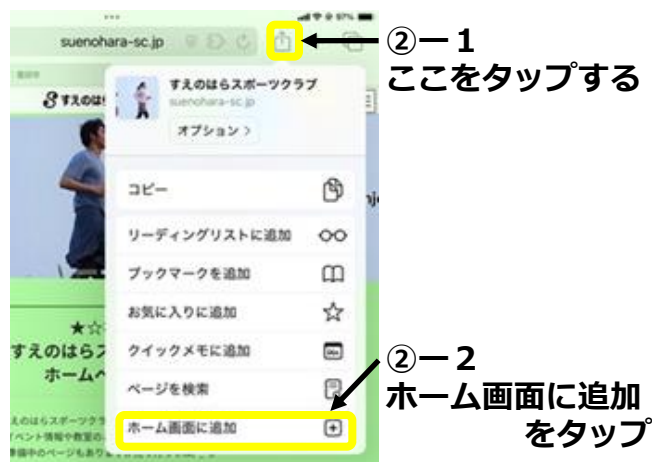 97%
suenohara-sc.jp
②ー1
ここをタップする
すえのはらスポーツクラブ
suenohara-sc.jp
オプション >
コピー
リーディングリストに追加
ブックマークを追加
お気に入りに追加
★☆
すえのはらス
クイックメモに追加
ホームペ
②ー2
ページを検索
ホーム画面に追加
をタップ
ホーム画面に追加